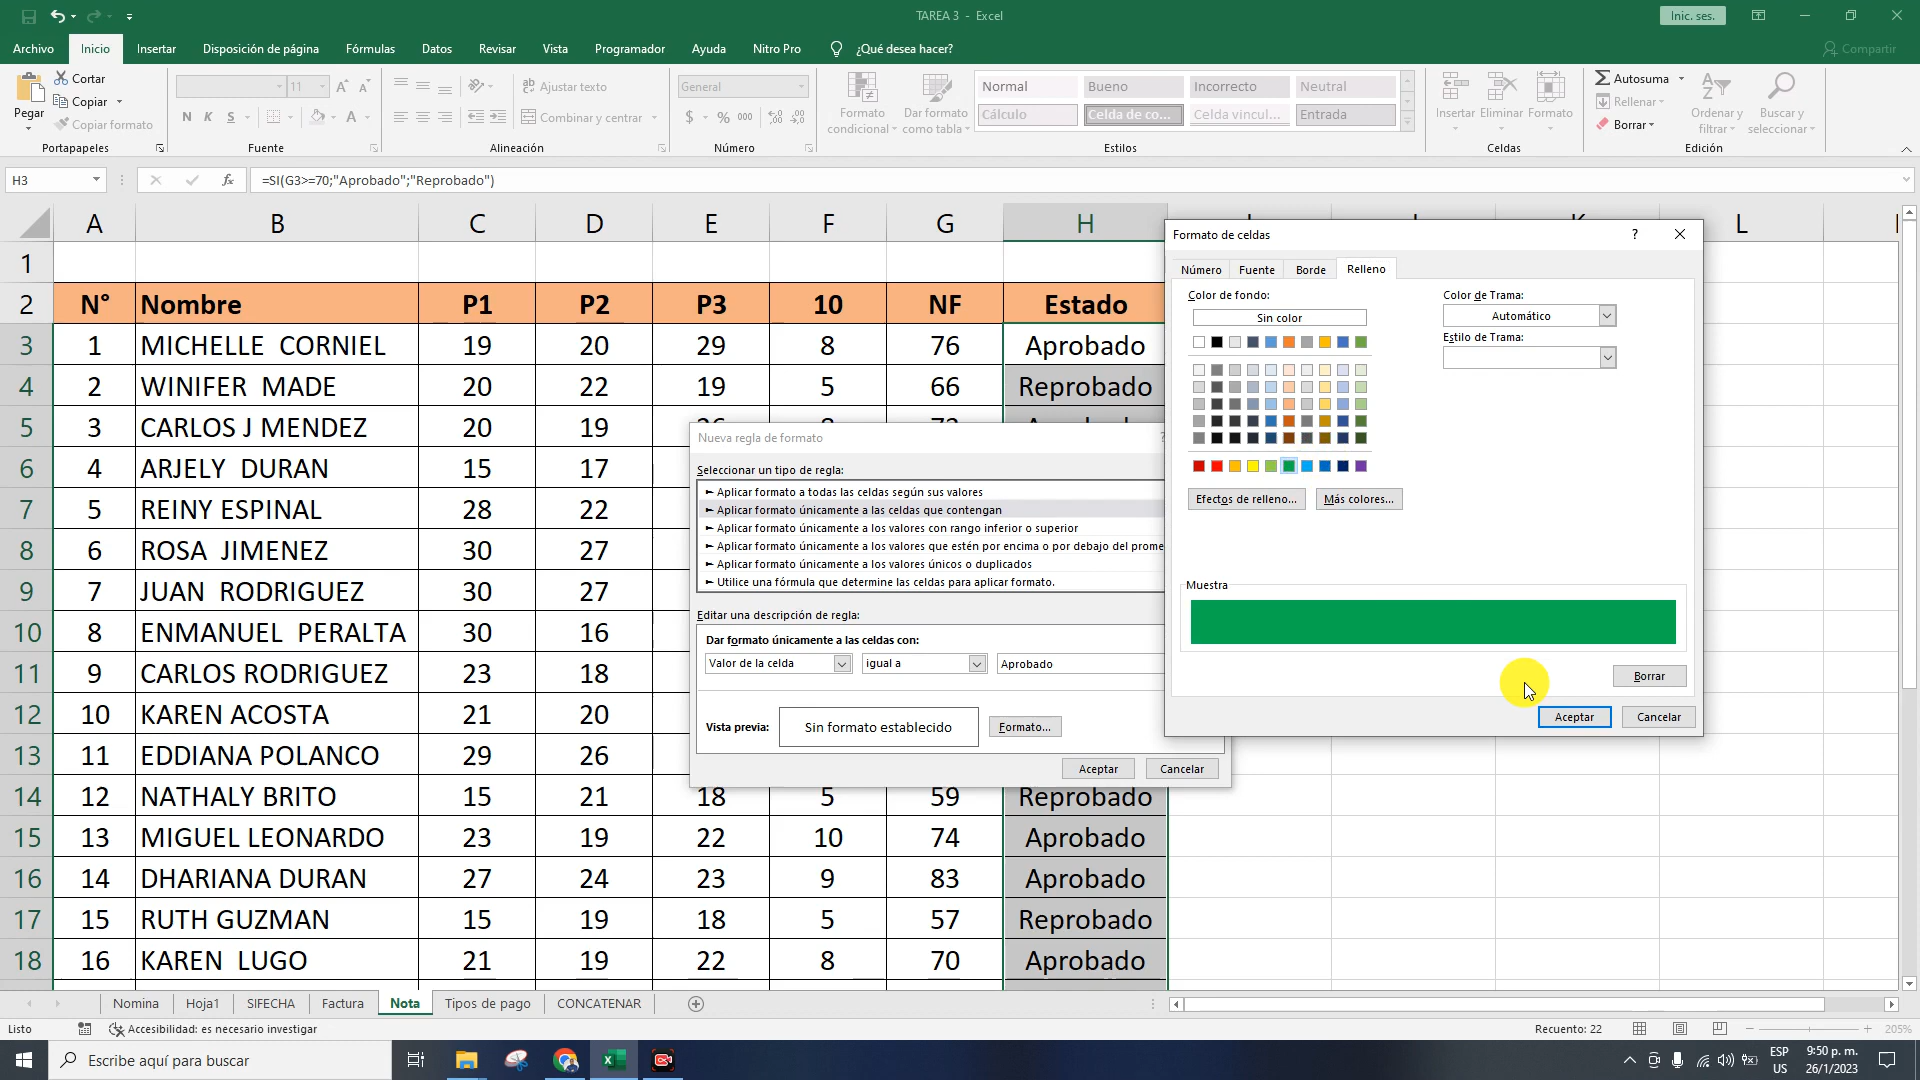 TAREA 3 - Excel
Inic. ses.
Archivo Inicio Insertar Disposición de página Fórmulas Datos Revisar Vista Programador Ayuda Nitro Pro ¿Qué desea hacer? Compartir
Pegar
Cortar
Copiar
Copiar formato
Portapapeles
11
N K S
Fuente
Ajustar texto
Combinar y centrar
Alineación
General
$ % 000
Número
Formato condicional
Dar formato como tabla
Normal Bueno Incorrecto Neutral
Cálculo Celda de co... Celda vincul... Entrada
Estilos
Insertar Eliminar Formato
Celdas
Autosuma
Rellenar
Borrar
Ordenar y filtrar
Buscar y seleccionar
Edición
H3
fx
=SI(G3>=70;"Aprobado";"Reprobado")
A B C D E F G H L
1
2 N° Nombre P1 P2 P3 10 NF Estado
3 1 MICHELLE CORNIEL 19 20 29 8 76 Aprobado
4 2 WINIFER MADE 20 22 19 5 66 Reprobado
5 3 CARLOS J MENDEZ 20 19
6 4 ARJELY DURAN 15 17
7 5 REINY ESPINAL 28 22
8 6 ROSA JIMENEZ 30 27
9 7 JUAN RODRIGUEZ 30 27
10 8 ENMANUEL PERALTA 30 16
11 9 CARLOS RODRIGUEZ 23 18
12 10 KAREN ACOSTA 21 20
13 11 EDDIANA POLANCO 29 26
14 12 NATHALY BRITO 15 21 18 5 59 Reprobado
15 13 MIGUEL LEONARDO 23 19 22 10 74 Aprobado
16 14 DHARIANA DURAN 27 24 23 9 83 Aprobado
17 15 RUTH GUZMAN 15 19 18 5 57 Reprobado
18 16 KAREN LUGO 21 19 22 8 70 Aprobado
Nueva regla de formato
?
Seleccionar un tipo de regla:
► Aplicar formato a todas las celdas según sus valores
► Aplicar formato únicamente a las celdas que contengan
► Aplicar formato únicamente a los valores con rango inferior o superior
► Aplicar formato únicamente a los valores que estén por encima o por debajo del prome
► Aplicar formato únicamente a los valores únicos o duplicados
► Utilice una fórmula que determine las celdas para aplicar formato.
Editar una descripción de regla:
Dar formato únicamente a las celdas con:
Valor de la celda igual a Aprobado
Vista previa: Sin formato establecido Formato...
Aceptar Cancelar
Formato de celdas
?
Número Fuente Borde Relleno
Color de fondo:
Sin color
Color de Trama:
Automático
Estilo de Trama:
Efectos de relleno... Más colores...
Muestra
Borrar
Aceptar Cancelar
Nomina Hoja1 SIFECHA Factura Nota Tipos de pago CONCATENAR
Listo Accesibilidad: es necesario investigar Recuento: 22 205%
Escribe aquí para buscar
ESP
US
9:50 p. m.
26/1/2023